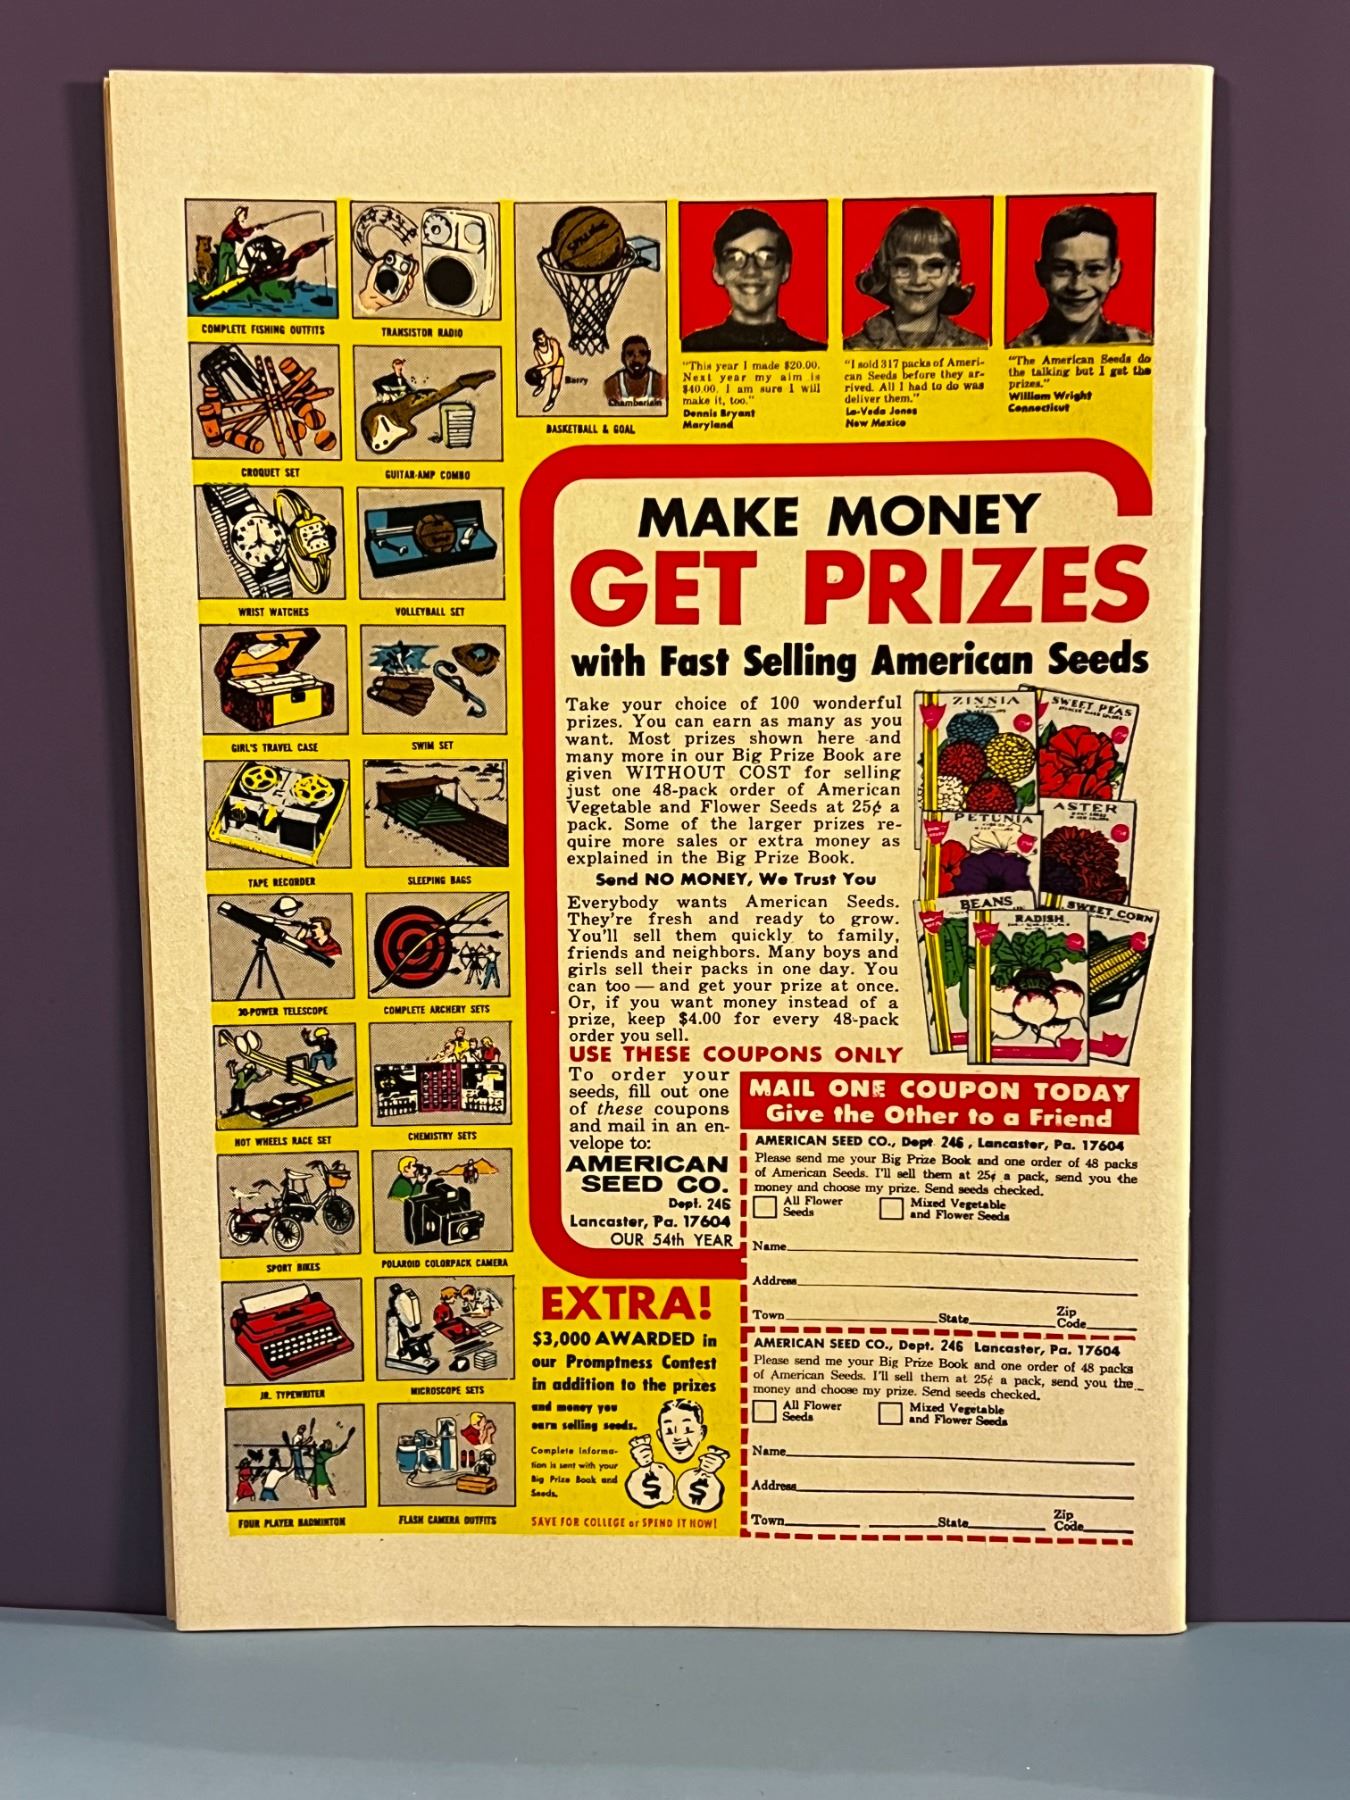 COMPLETE FISHING OUTFITS
TRANSISTOR RADIO
CROQUET SET
GUITAR-AMP COMBO
WRIST WATCHES
VOLLEYBALL SET
GIRL'S TRAVEL CASE
SWIM SET
TAPE RECORDER
SLEEPING BAGS
30-POWER TELESCOPE
COMPLETE ARCHERY SETS
HOT WHEELS RACE SET
CHEMISTRY SETS
SPORT BIKES
POLAROID COLORPACK CAMERA
JR. TYPEWRITER
MICROSCOPE SETS
FOUR PLAYER BADMINTON
FLASH CAMERA OUTFITS
SPALDING
Barry
Chamberlain
BASKETBALL & GOAL
"This year I made $20.00.
Next year my aim is
$40.00. I am sure I will
make it, too."
Dennis Bryant
Maryland
"I sold 317 packs of Ameri-
can Seeds before they ar-
rived. All I had to do was
deliver them."
La-Veda Jones
New Mexico
"The American Seeds do
the talking but I get the
prizes."
William Wright
Connecticut
MAKE MONEY
GET PRIZES
with Fast Selling American Seeds
Take your choice of 100 wonderful
prizes. You can earn as many as you
want. Most prizes shown here and
many more in our Big Prize Book are
given WITHOUT COST for selling
just one 48-pack order of American
Vegetable and Flower Seeds at 25¢ a
pack. Some of the larger prizes re-
quire more sales or extra money as
explained in the Big Prize Book.
Send NO MONEY, We Trust You
Everybody wants American Seeds.
They're fresh and ready to grow.
You'll sell them quickly to family,
friends and neighbors. Many boys and
girls sell their packs in one day. You
can too — and get your prize at once.
Or, if you want money instead of a
prize, keep $4.00 for every 48-pack
order you sell.
USE THESE COUPONS ONLY
To order your
seeds, fill out one
of these coupons
and mail in an en-
velope to:
AMERICAN
SEED CO.
Dept. 246
Lancaster, Pa. 17604
OUR 54th YEAR
ZINNIA
SWEET PEAS
PETUNIA
ASTER
BEANS
RADISH
SWEET CORN
MAIL ONE COUPON TODAY
Give the Other to a Friend
AMERICAN SEED CO., Dept. 246, Lancaster, Pa. 17604
Please send me your Big Prize Book and one order of 48 packs
of American Seeds. I'll sell them at 25¢ a pack, send you the
money and choose my prize. Send seeds checked.
All Flower
Seeds
Mixed Vegetable
and Flower Seeds
Name
Address
Town State Zip
Code
AMERICAN SEED CO., Dept. 246 Lancaster, Pa. 17604
Please send me your Big Prize Book and one order of 48 packs
of American Seeds. I'll sell them at 25¢ a pack, send you the
money and choose my prize. Send seeds checked.
All Flower
Seeds
Mixed Vegetable
and Flower Seeds
Name
Address
Town State Zip
Code
EXTRA!
$3,000 AWARDED in
our Promptness Contest
in addition to the prizes
and money you
earn selling seeds.
Complete informa-
tion is sent with your
Big Prize Book and
Seeds.
$ $
SAVE FOR COLLEGE or SPEND IT NOW!